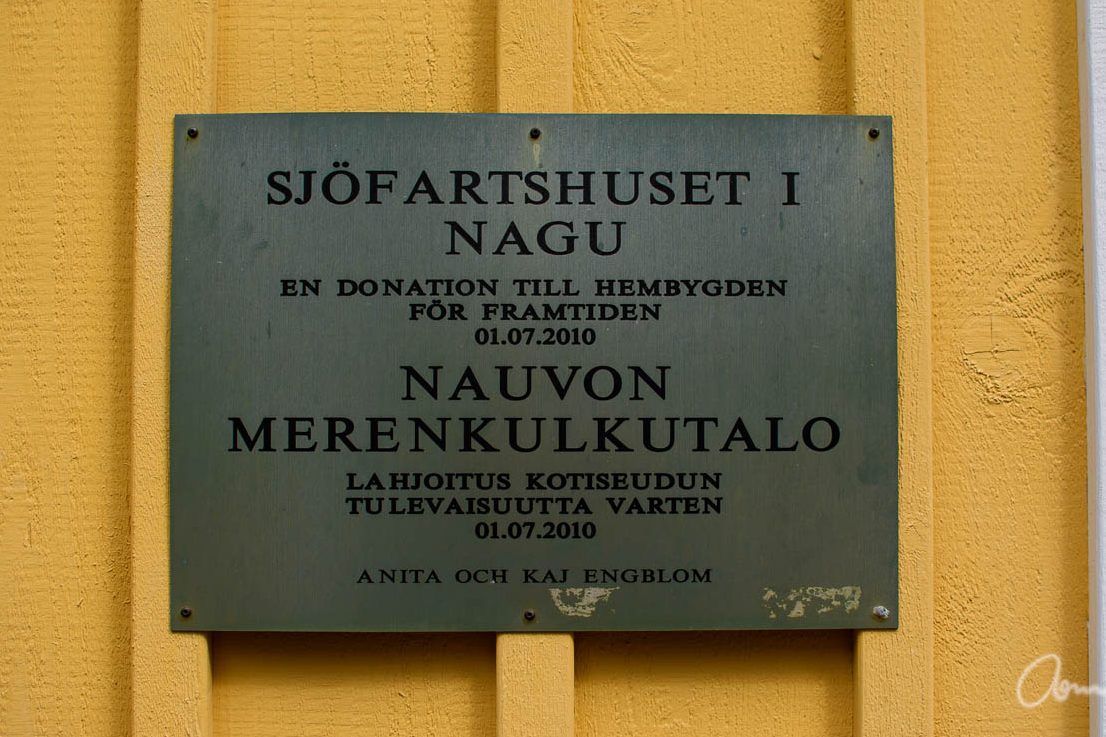 SJÖFARTSHUSET I
NAGU
EN DONATION TILL HEMBYGDEN
FÖR FRAMTIDEN
01.07.2010
NAUVON
MERENKULKUTALO
LAHJOITUS KOTISEUDUN
TULEVAISUUTTA VARTEN
01.07.2010
ANITA OCH KAJ ENGBLOM